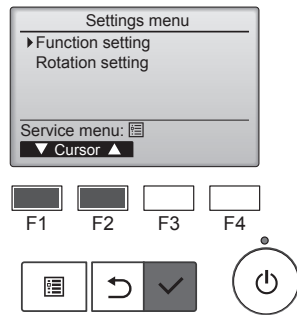 Settings menu
Function setting
Rotation setting
Service menu:
▼ Cursor ▲
F1 F2 F3 F4